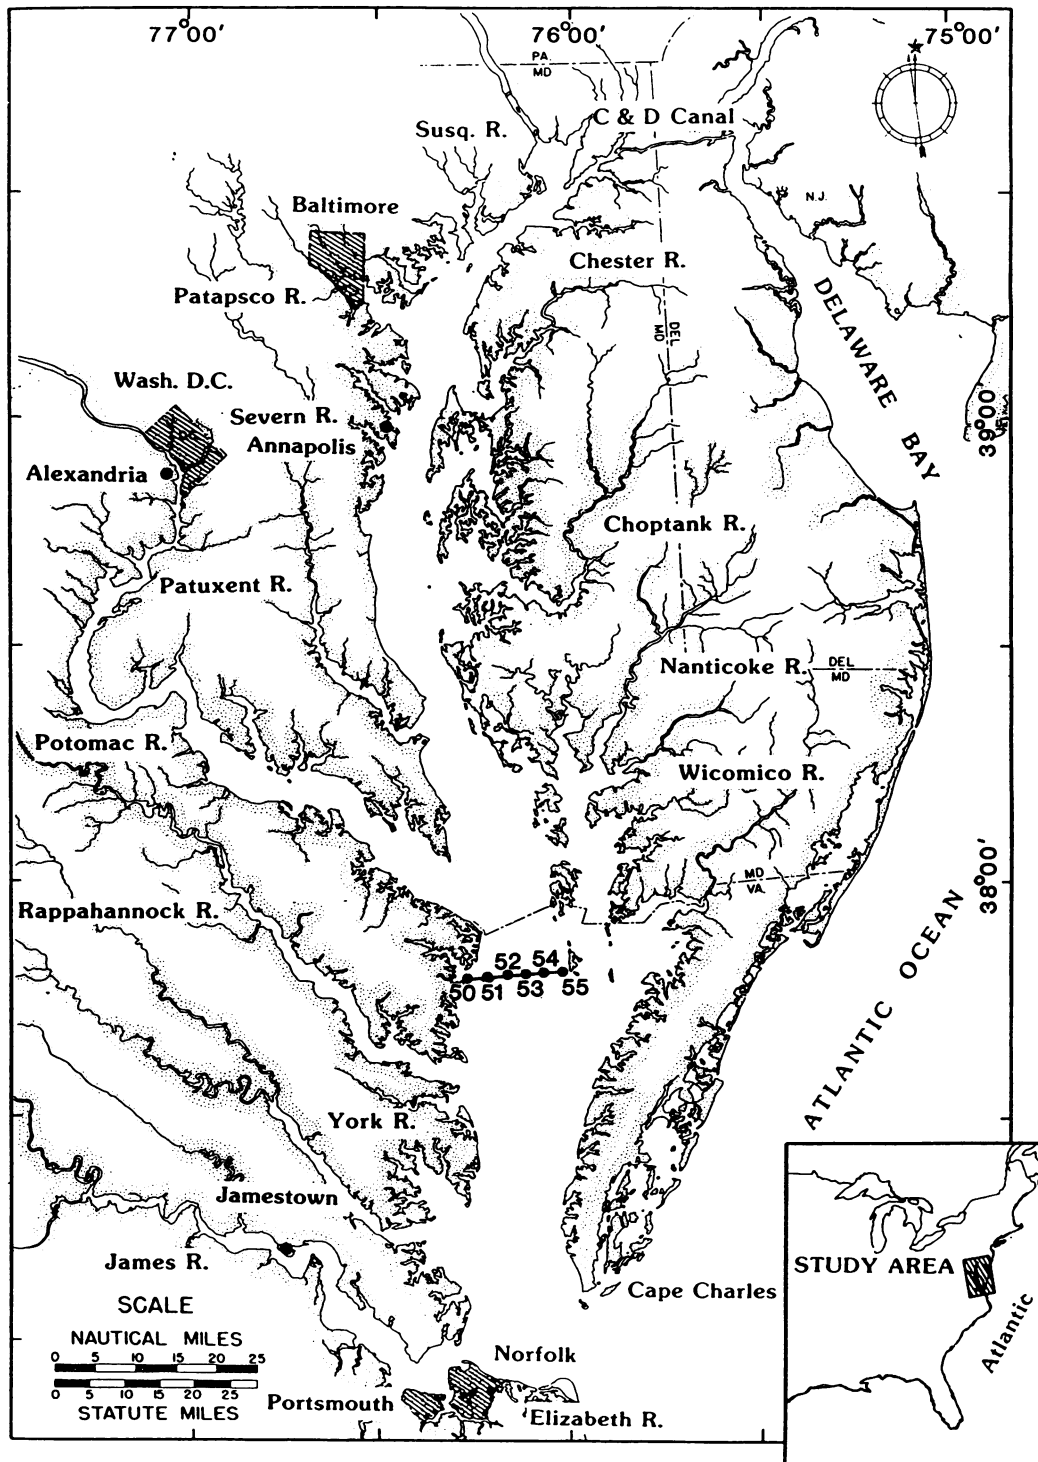 77°00'
76°00'
75°00'
PA.
MD
C & D Canal
Susq. R.
N.J.
Baltimore
Chester R.
Patapsco R.
DELAWARE BAY
DEL
MD
Wash. D.C.
39°00'
Severn R.
Annapolis
Alexandria
Choptank R.
Patuxent R.
Nanticoke R.
DEL
MD
Potomac R.
Wicomico R.
MD
VA.
38°00'
Rappahannock R.
ATLANTIC OCEAN
52 54
50 51 53 55
York R.
Jamestown
James R.
STUDY AREA
Cape Charles
Atlantic
SCALE
NAUTICAL MILES
0 5 10 15 20 25
0 5 10 15 20 25
STATUTE MILES
Norfolk
Portsmouth
Elizabeth R.